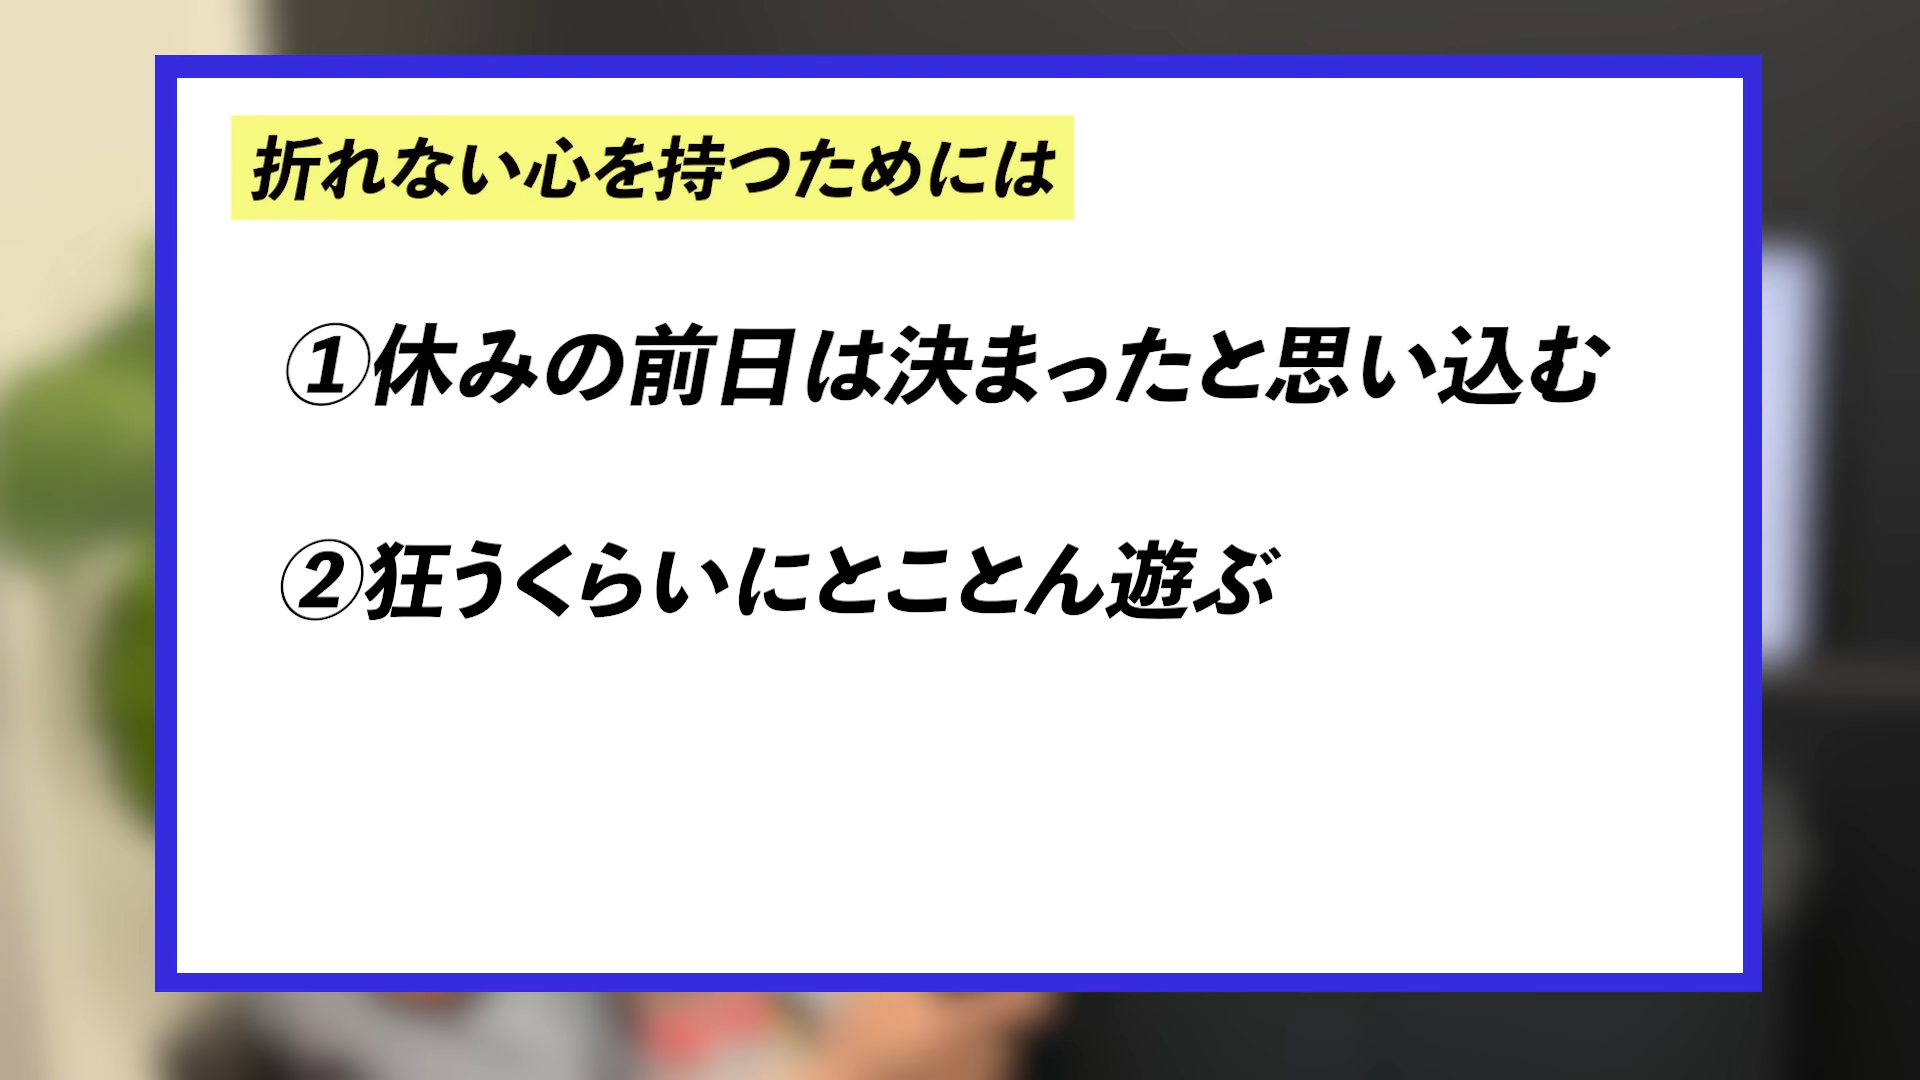 折れない心を持つためには
①休みの前日は決まったと思い込む
②狂うくらいにとことん遊ぶ